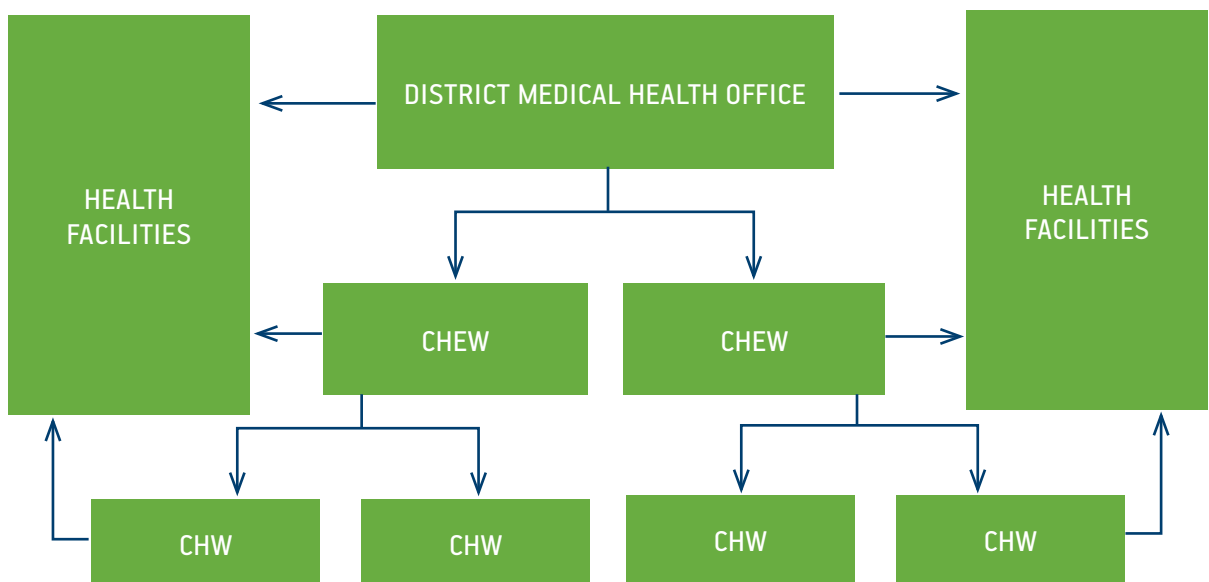 DISTRICT MEDICAL HEALTH OFFICE
HEALTH
FACILITIES
HEALTH
FACILITIES
CHEW
CHEW
CHW
CHW
CHW
CHW